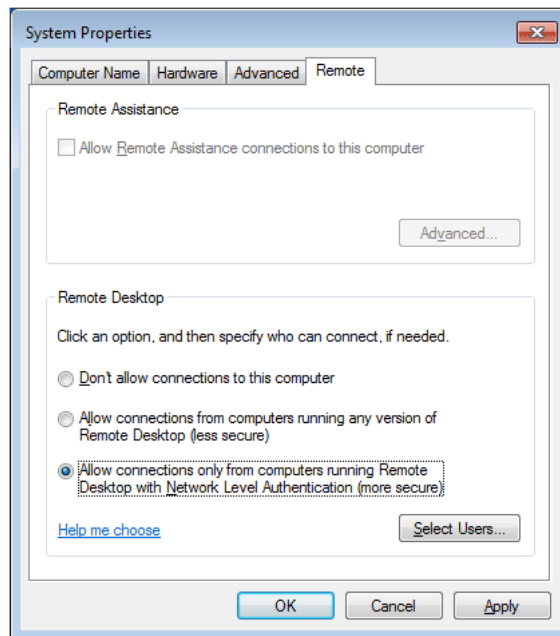 System Properties
Computer Name Hardware Advanced Remote
Remote Assistance
Allow Remote Assistance connections to this computer
Advanced...
Remote Desktop
Click an option, and then specify who can connect, if needed.
Don't allow connections to this computer
Allow connections from computers running any version of
Remote Desktop (less secure)
Allow connections only from computers running Remote
Desktop with Network Level Authentication (more secure)
Help me choose Select Users...
OK Cancel Apply